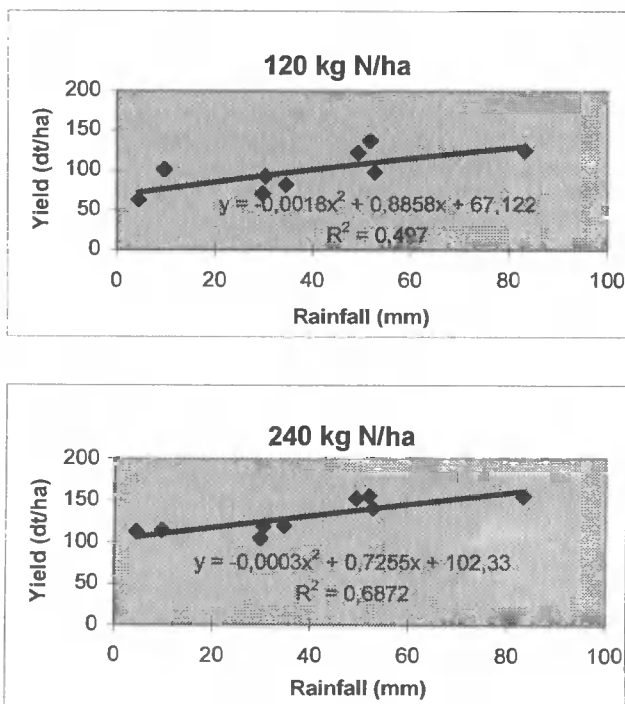 120 kg N/ha
200
150
100
50
0
Yield (dt/ha)
y = -0,0018x² + 0,8858x + 67,122
R² = 0,497
0 20 40 60 80 100
Rainfall (mm)
240 kg N/ha
200
150
100
50
0
Yield (dt/ha)
y = -0,0003x² + 0,7255x + 102,33
R² = 0,6872
0 20 40 60 80 100
Rainfall (mm)